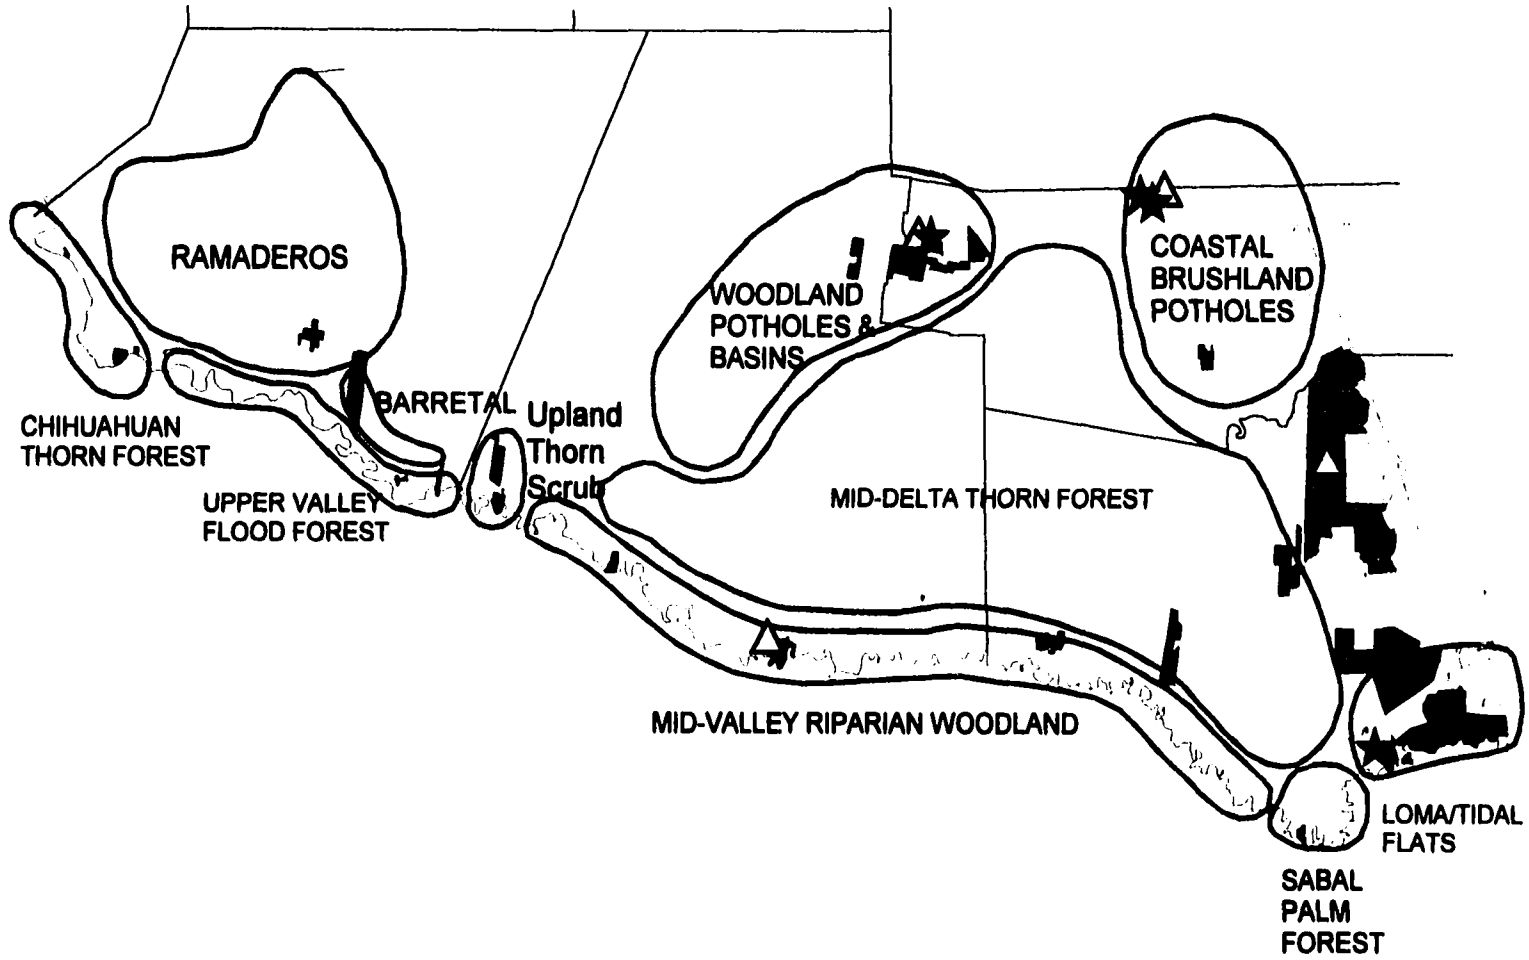 RAMADEROS
COASTAL
BRUSHLAND
POTHOLES
WOODLAND
POTHOLES &
BASINS
BARRETAL
Upland
Thorn
Scrub
CHIHUAHUAN
THORN FOREST
UPPER VALLEY
FLOOD FOREST
MID-DELTA THORN FOREST
MID-VALLEY RIPARIAN WOODLAND
LOMA/TIDAL
FLATS
SABAL
PALM
FOREST